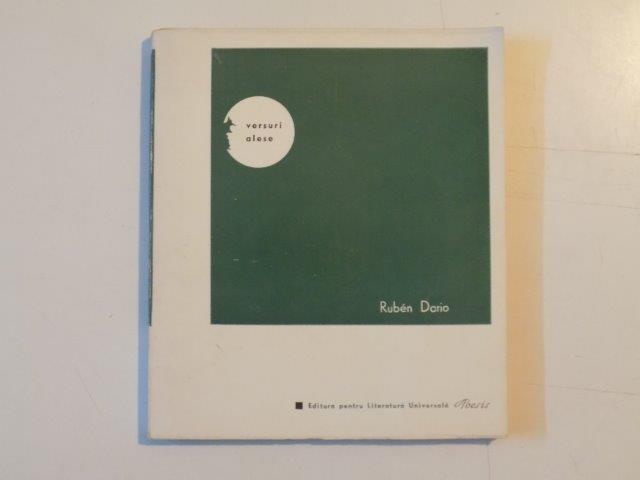 versuri
alese
Rubén Dario
Editura pentru Literatură Universală Poesis